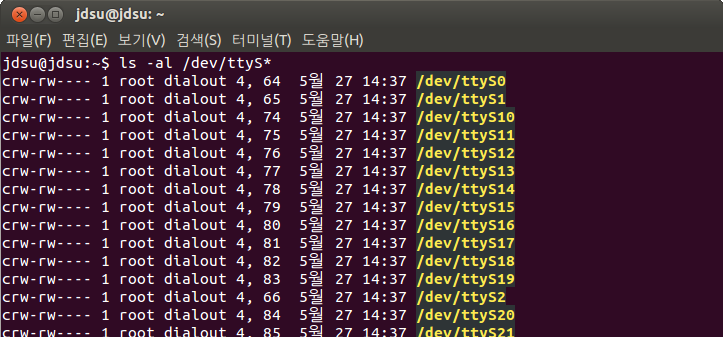 jdsu@jdsu: ~
파일(F) 편집(E) 보기(V) 검색(S) 터미널(T) 도움말(H)
jdsu@jdsu:~$ ls -al /dev/ttyS*
crw-rw---- 1 root dialout 4, 64  5월 27 14:37 /dev/ttyS0
crw-rw---- 1 root dialout 4, 65  5월 27 14:37 /dev/ttyS1
crw-rw---- 1 root dialout 4, 74  5월 27 14:37 /dev/ttyS10
crw-rw---- 1 root dialout 4, 75  5월 27 14:37 /dev/ttyS11
crw-rw---- 1 root dialout 4, 76  5월 27 14:37 /dev/ttyS12
crw-rw---- 1 root dialout 4, 77  5월 27 14:37 /dev/ttyS13
crw-rw---- 1 root dialout 4, 78  5월 27 14:37 /dev/ttyS14
crw-rw---- 1 root dialout 4, 79  5월 27 14:37 /dev/ttyS15
crw-rw---- 1 root dialout 4, 80  5월 27 14:37 /dev/ttyS16
crw-rw---- 1 root dialout 4, 81  5월 27 14:37 /dev/ttyS17
crw-rw---- 1 root dialout 4, 82  5월 27 14:37 /dev/ttyS18
crw-rw---- 1 root dialout 4, 83  5월 27 14:37 /dev/ttyS19
crw-rw---- 1 root dialout 4, 66  5월 27 14:37 /dev/ttyS2
crw-rw---- 1 root dialout 4, 84  5월 27 14:37 /dev/ttyS20
crw-rw---- 1 root dialout 4, 85  5월 27 14:37 /dev/ttyS21